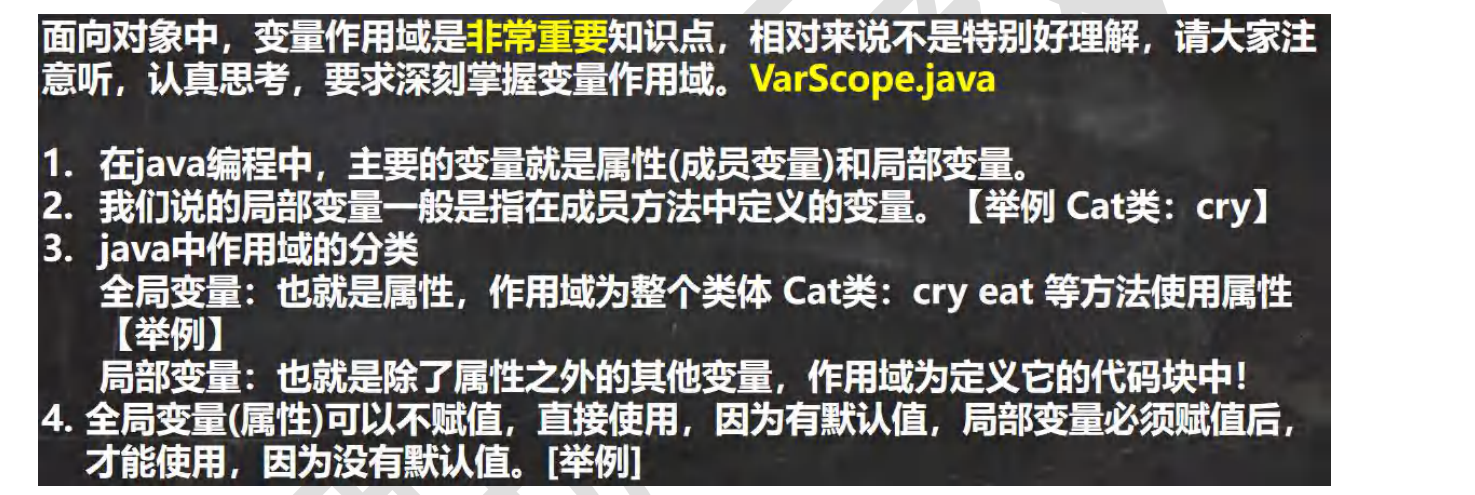 面向对象中，变量作用域是非常重要知识点，相对来说不是特别好理解，请大家注
意听，认真思考，要求深刻掌握变量作用域。VarScope.java
1. 在java编程中，主要的变量就是属性(成员变量)和局部变量。
2. 我们说的局部变量一般是指在成员方法中定义的变量。【举例 Cat类：cry】
3. java中作用域的分类
全局变量：也就是属性，作用域为整个类体 Cat类：cry eat 等方法使用属性
【举例】
局部变量：也就是除了属性之外的其他变量，作用域为定义它的代码块中！
4. 全局变量(属性)可以不赋值，直接使用，因为有默认值，局部变量必须赋值后，
才能使用，因为没有默认值。[举例]